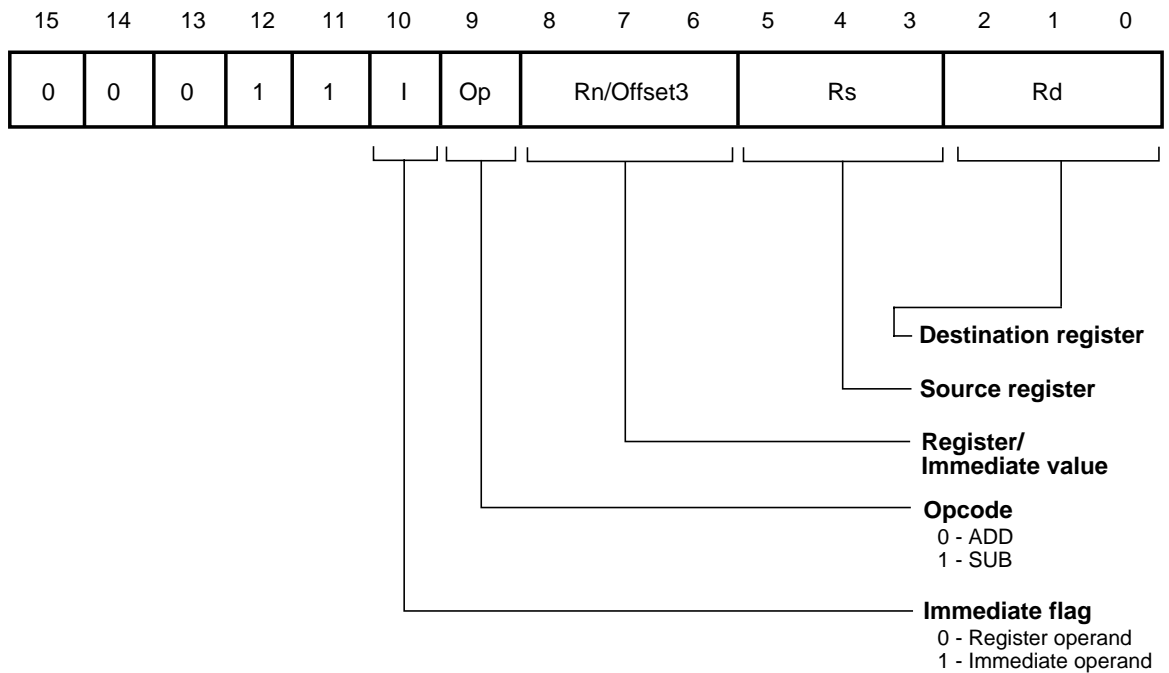 15 14 13 12 11 10 9 8 7 6 5 4 3 2 1 0
0 0 0 1 1 I Op Rn/Offset3 Rs Rd
Destination register
Source register
Register/
Immediate value
Opcode
0 - ADD
1 - SUB
Immediate flag
0 - Register operand
1 - Immediate operand